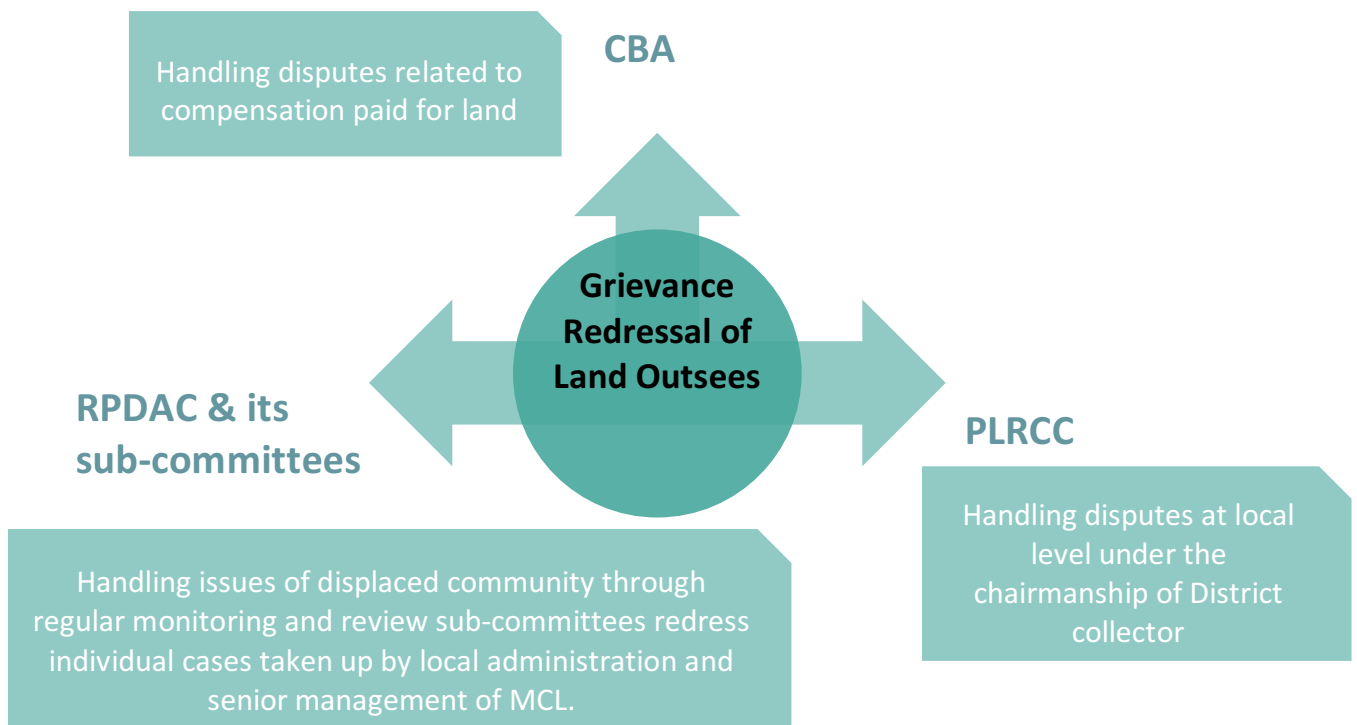 CBA
Handling disputes related to
compensation paid for land
Grievance
Redressal of
Land Outsees
RPDAC & its
sub-committees
Handling issues of displaced community through
regular monitoring and review sub-committees redress
individual cases taken up by local administration and
senior management of MCL.
PLRCC
Handling disputes at local
level under the
chairmanship of District
collector